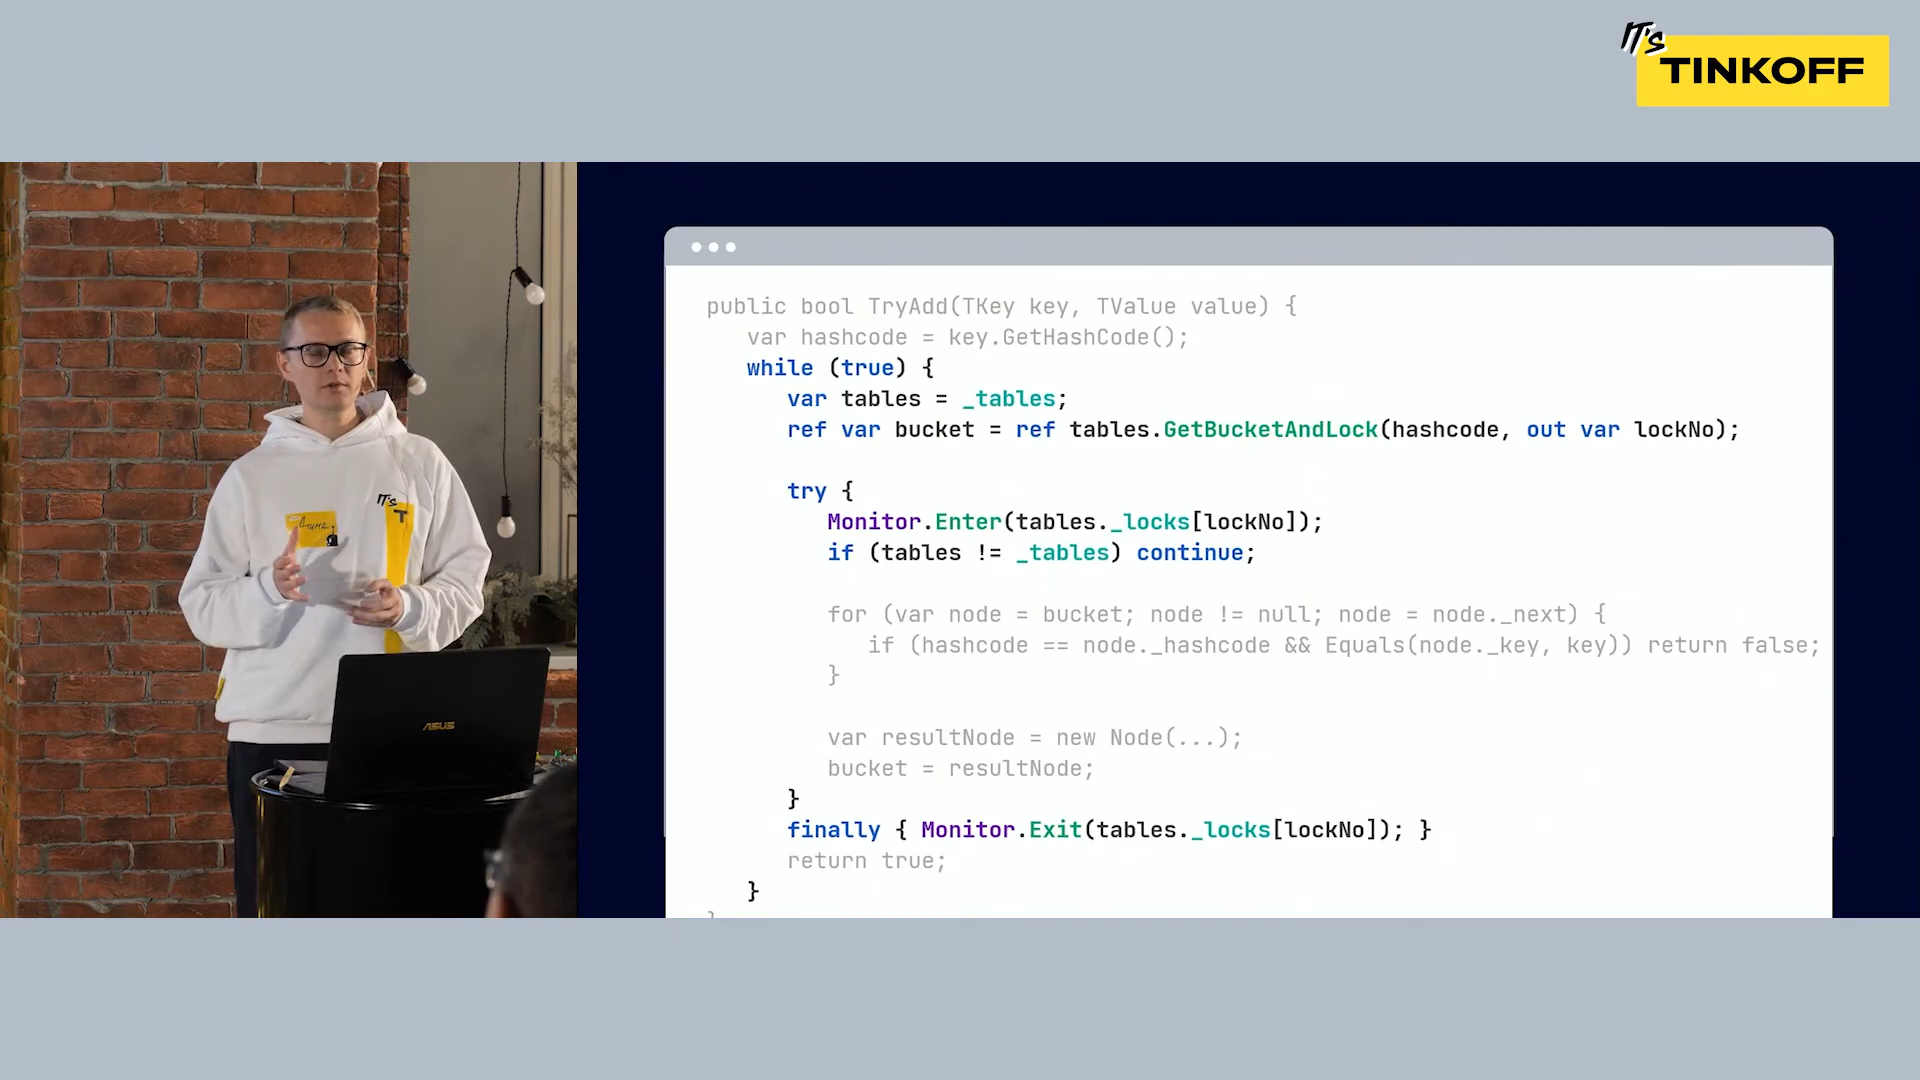 IT's
TINKOFF
public bool TryAdd(TKey key, TValue value) {
var hashcode = key.GetHashCode();
while (true) {
var tables = _tables;
ref var bucket = ref tables.GetBucketAndLock(hashcode, out var lockNo);
try {
Monitor.Enter(tables._locks[lockNo]);
if (tables != _tables) continue;
for (var node = bucket; node != null; node = node._next) {
if (hashcode == node._hashcode && Equals(node._key, key)) return false;
}
var resultNode = new Node(...);
bucket = resultNode;
}
finally { Monitor.Exit(tables._locks[lockNo]); }
return true;
}
}
IT's
T
Дима
ASUS